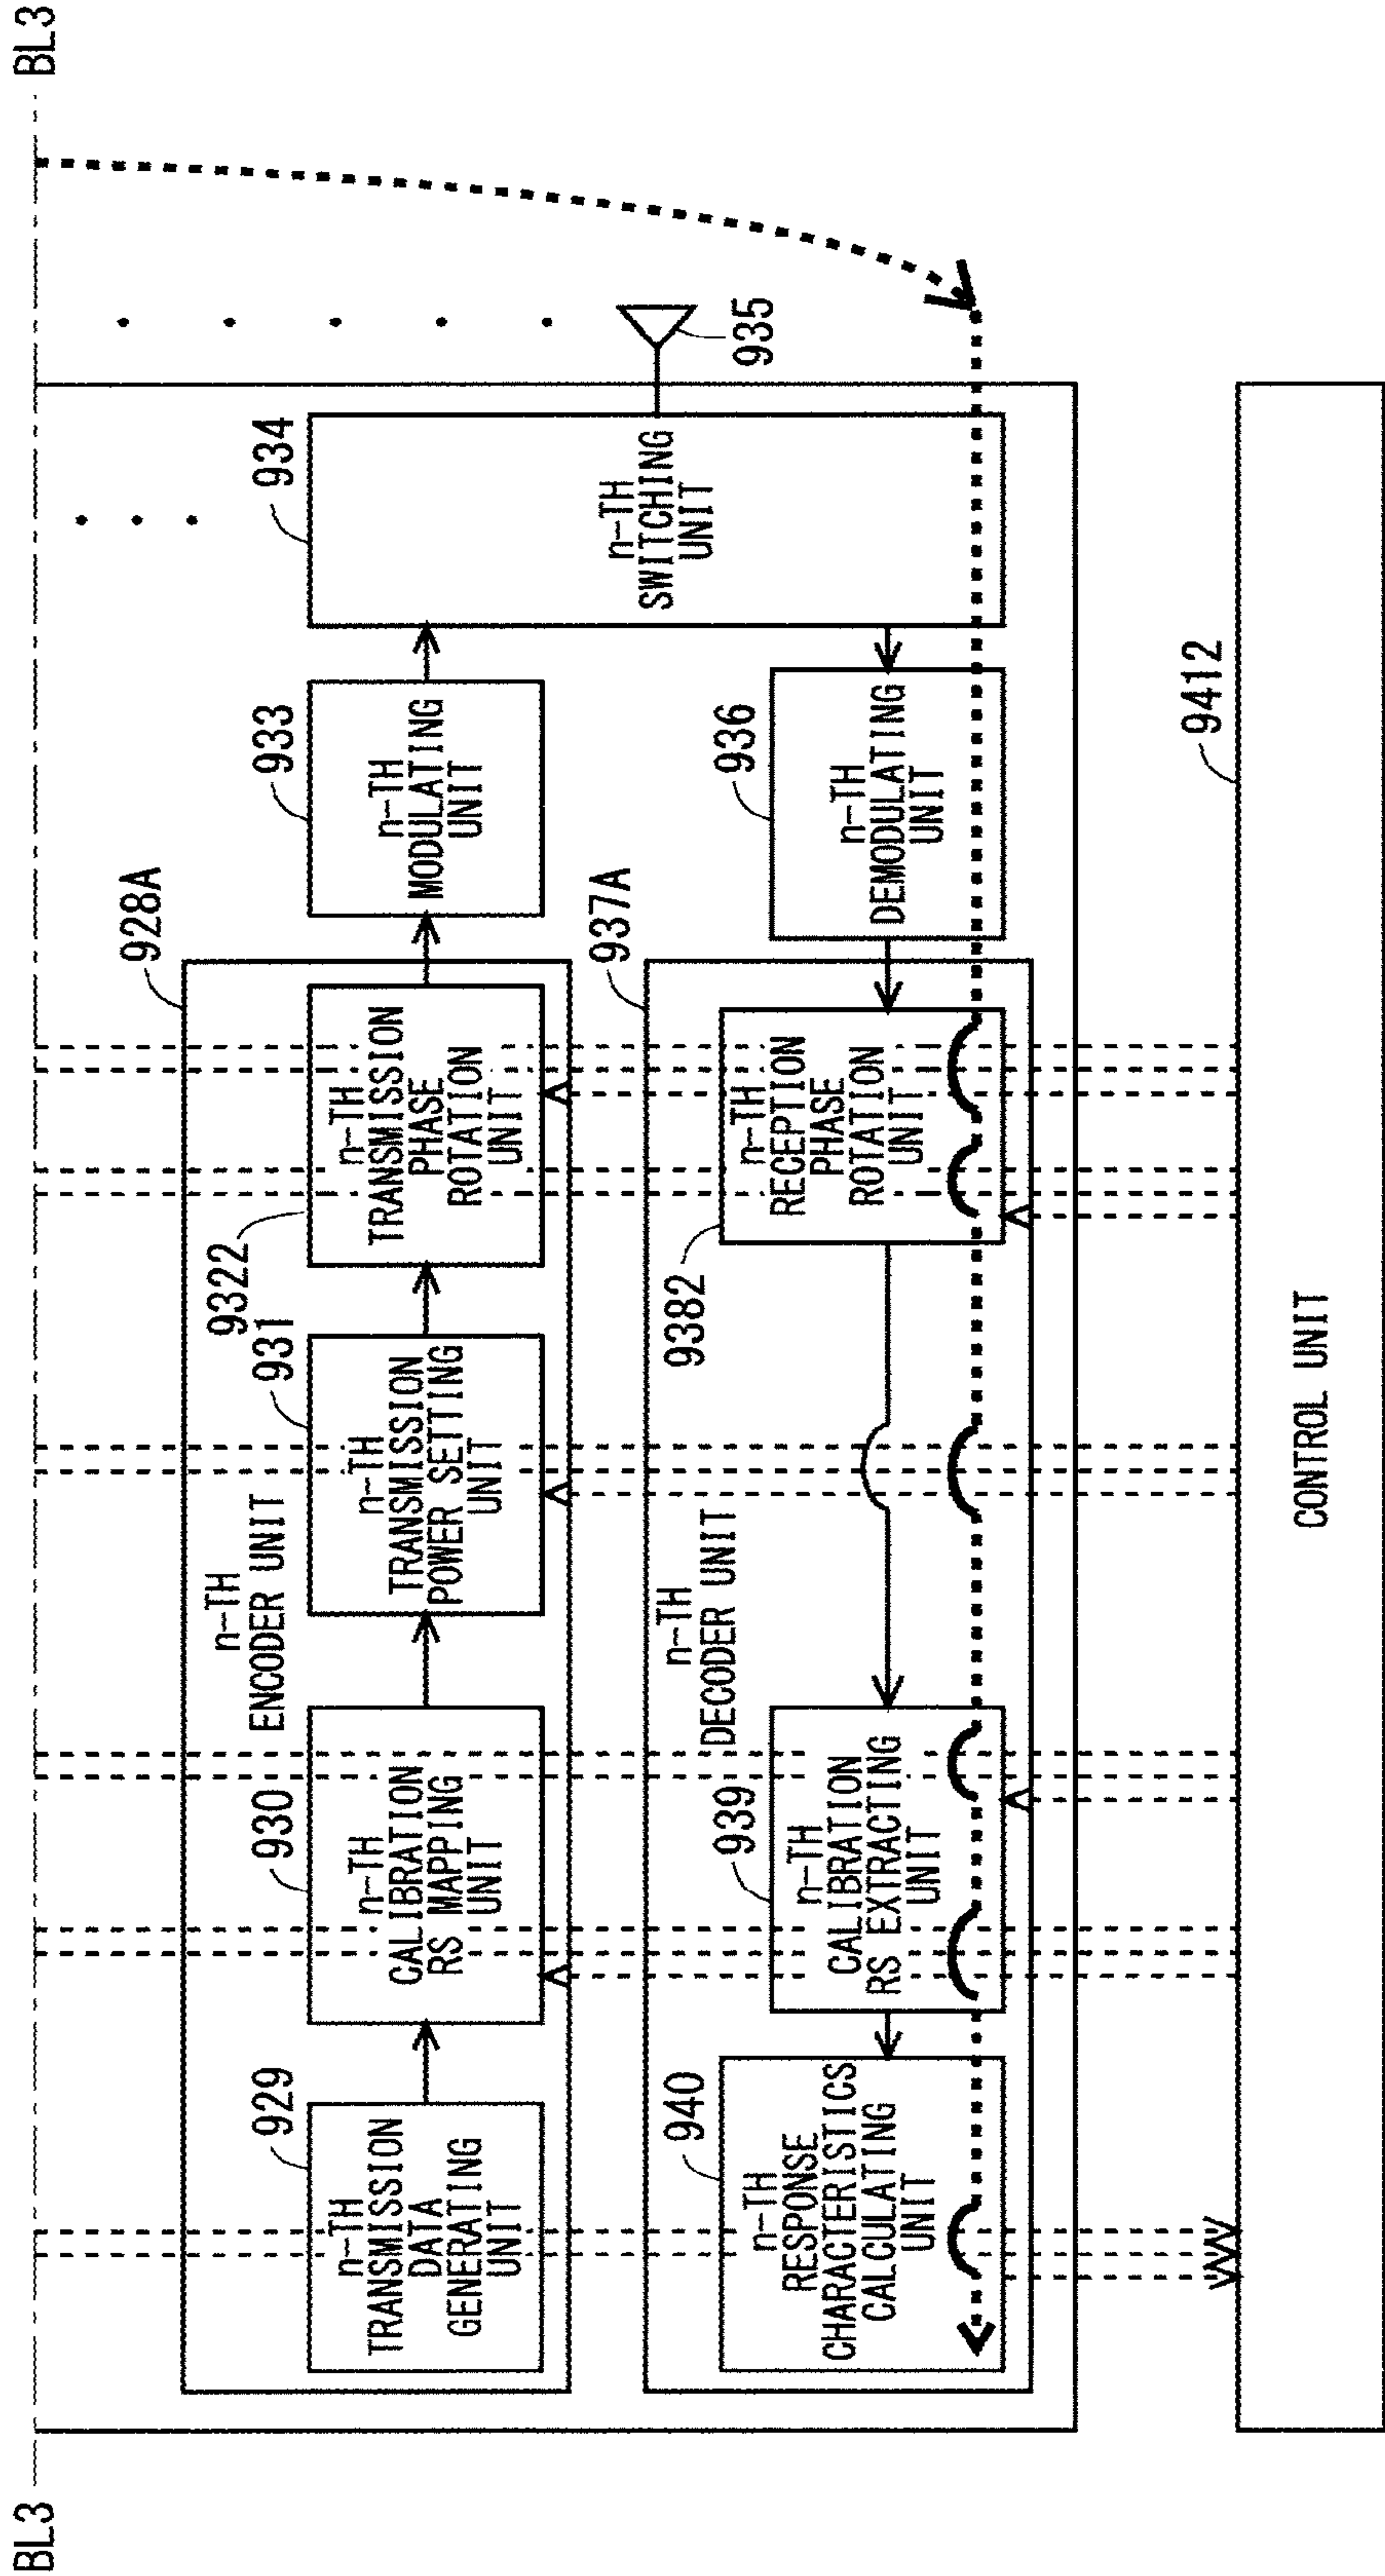 BL3
BL3
928A
n-TH
ENCODER UNIT
929
n-TH
TRANSMISSION
DATA
GENERATING
UNIT
930
n-TH
CALIBRATION
RS MAPPING
UNIT
931
n-TH
TRANSMISSION
POWER SETTING
UNIT
9322
n-TH
TRANSMISSION
PHASE
ROTATION
UNIT
933
n-TH
MODULATING
UNIT
934
n-TH
SWITCHING
UNIT
935
937A
n-TH
DECODER UNIT
940
n-TH
RESPONSE
CHARACTERISTICS
CALCULATING
UNIT
939
n-TH
CALIBRATION
RS EXTRACTING
UNIT
9382
n-TH
RECEPTION
PHASE
ROTATION
UNIT
936
n-TH
DEMODULATING
UNIT
9412
CONTROL UNIT